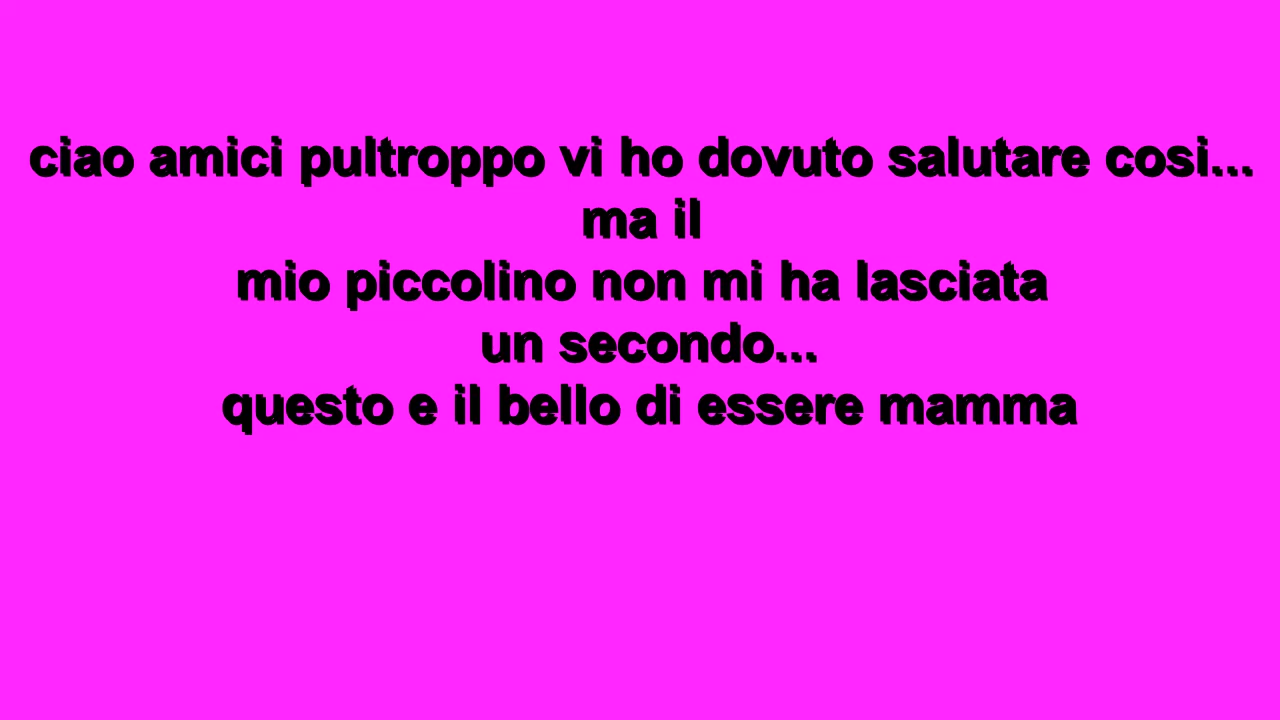 ciao amici pultroppo vi ho dovuto salutare cosi...
ma il
mio piccolino non mi ha lasciata
un secondo...
questo e il bello di essere mamma